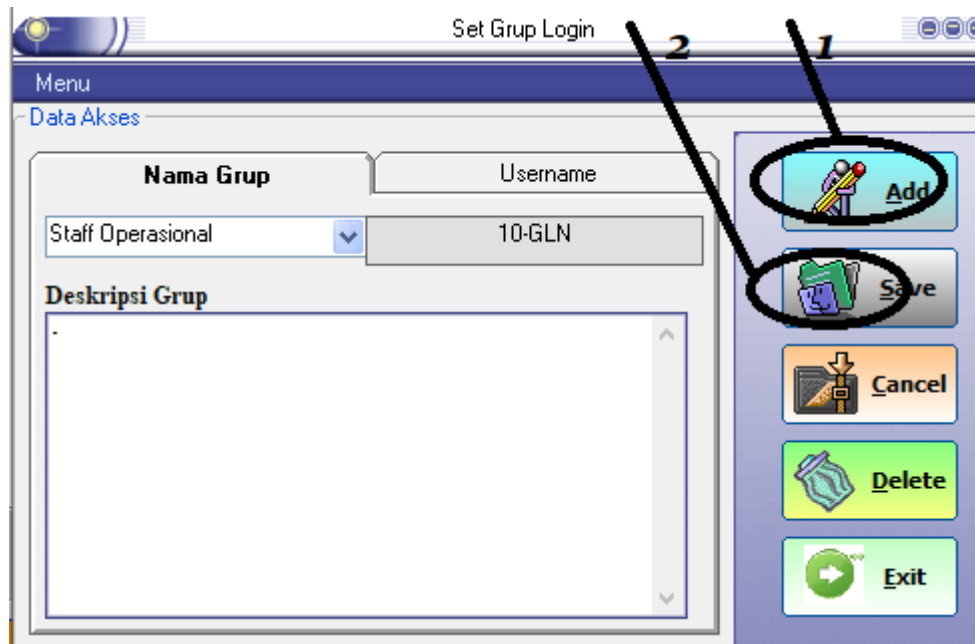 Set Grup Login
2 1
Menu
Data Akses
Nama Grup Username
Staff Operasional 10-GLN
Deskripsi Grup
-
Add
Save
Cancel
Delete
Exit